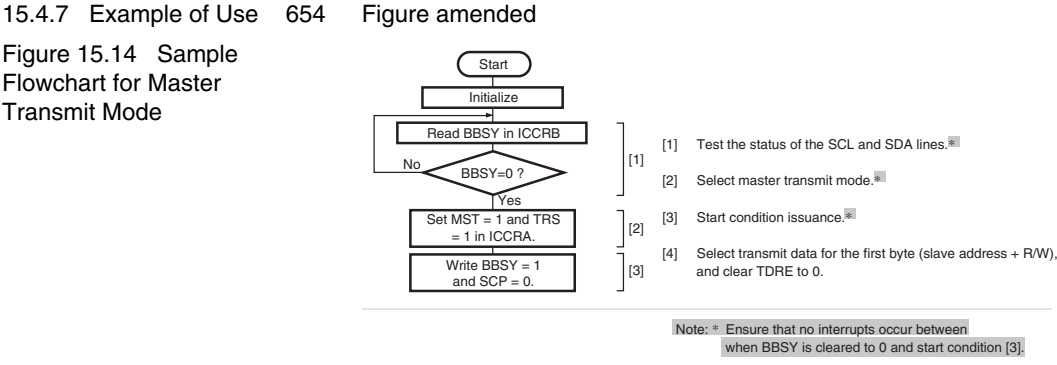 15.4.7 Example of Use 654 Figure amended
Figure 15.14 Sample
Flowchart for Master
Transmit Mode
Start
Initialize
Read BBSY in ICCRB
No
BBSY=0 ?
Yes
Set MST = 1 and TRS
= 1 in ICCRA.
Write BBSY = 1
and SCP = 0.
[1]
[2]
[3]
[1] Test the status of the SCL and SDA lines.*
[2] Select master transmit mode.*
[3] Start condition issuance.*
[4] Select transmit data for the first byte (slave address + R/W),
and clear TDRE to 0.
Note: * Ensure that no interrupts occur between
when BBSY is cleared to 0 and start condition [3].